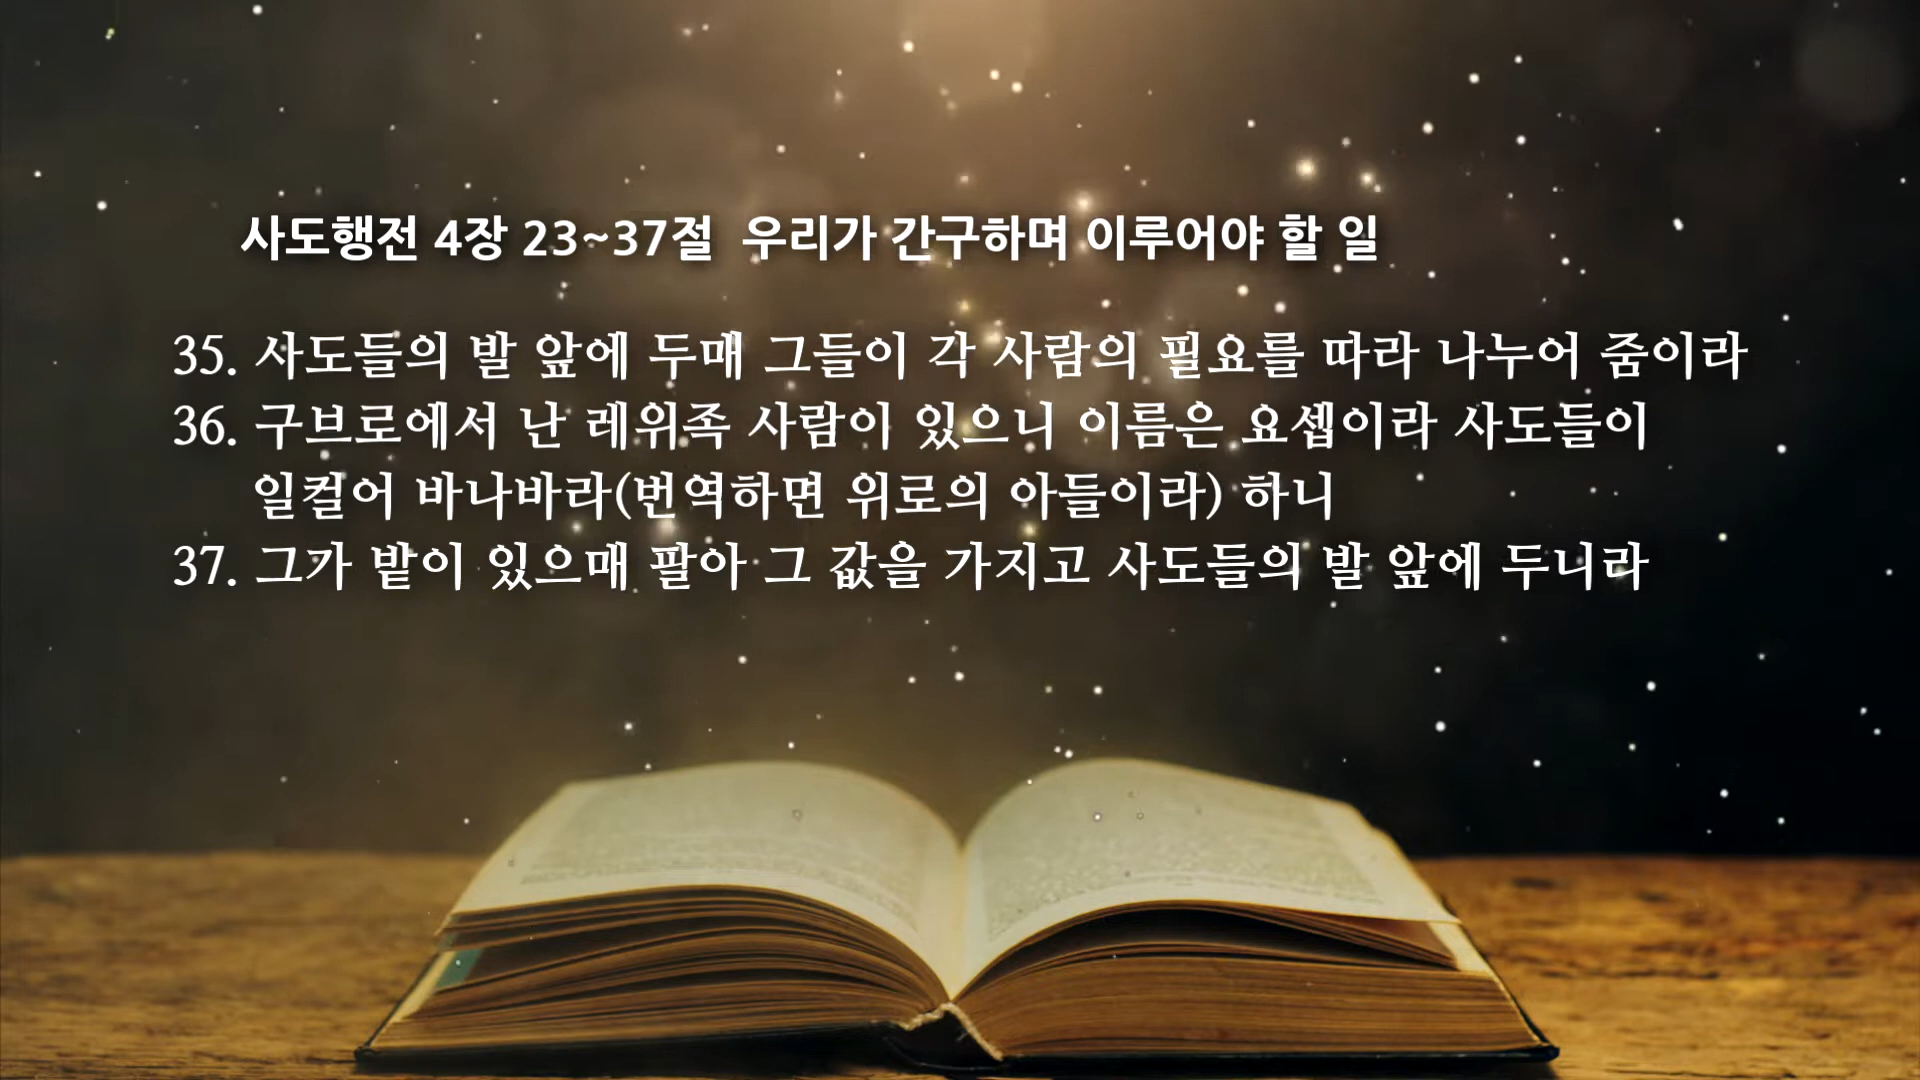 사도행전 4장 23~37절 우리가 간구하며 이루어야 할 일
35. 사도들의 발 앞에 두매 그들이 각 사람의 필요를 따라 나누어 줌이라
36. 구브로에서 난 레위족 사람이 있으니 이름은 요셉이라 사도들이
일컬어 바나바라(번역하면 위로의 아들이라) 하니
37. 그가 밭이 있으매 팔아 그 값을 가지고 사도들의 발 앞에 두니라